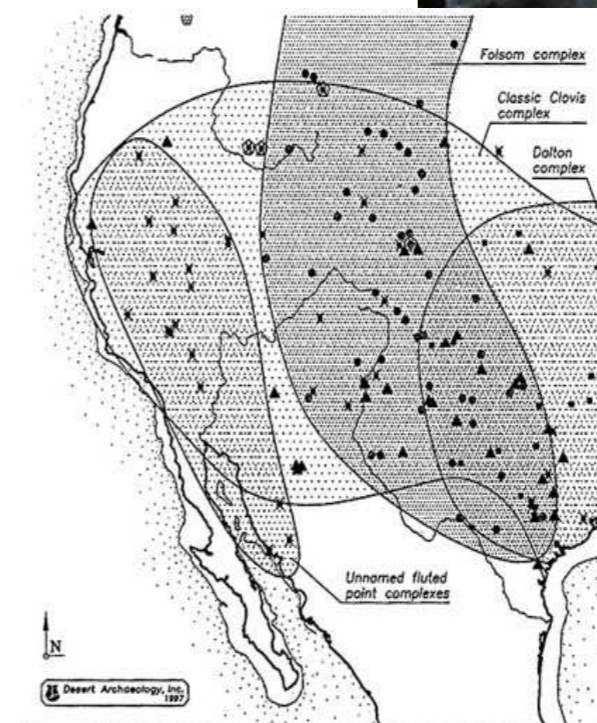 Folsom complex
Classic Clovis
complex
Dalton
complex
Unnamed fluted
point complexes
N
Desert Archaeology, Inc.
1997